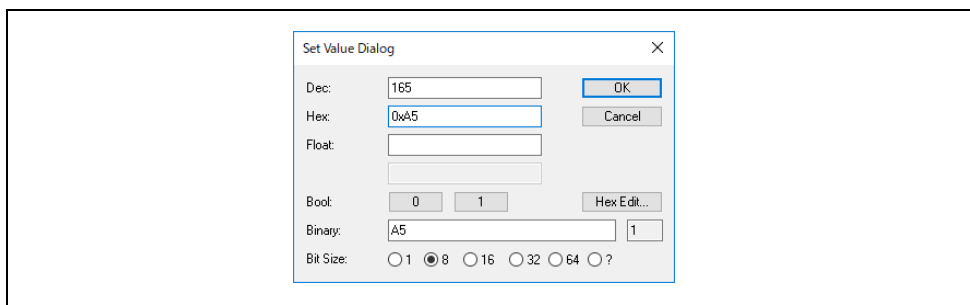 Set Value Dialog
Dec: 165 OK
Hex: 0xA5 Cancel
Float:
Bool: 0 1 Hex Edit...
Binary: A5 1
Bit Size: 1 8 16 32 64 ?